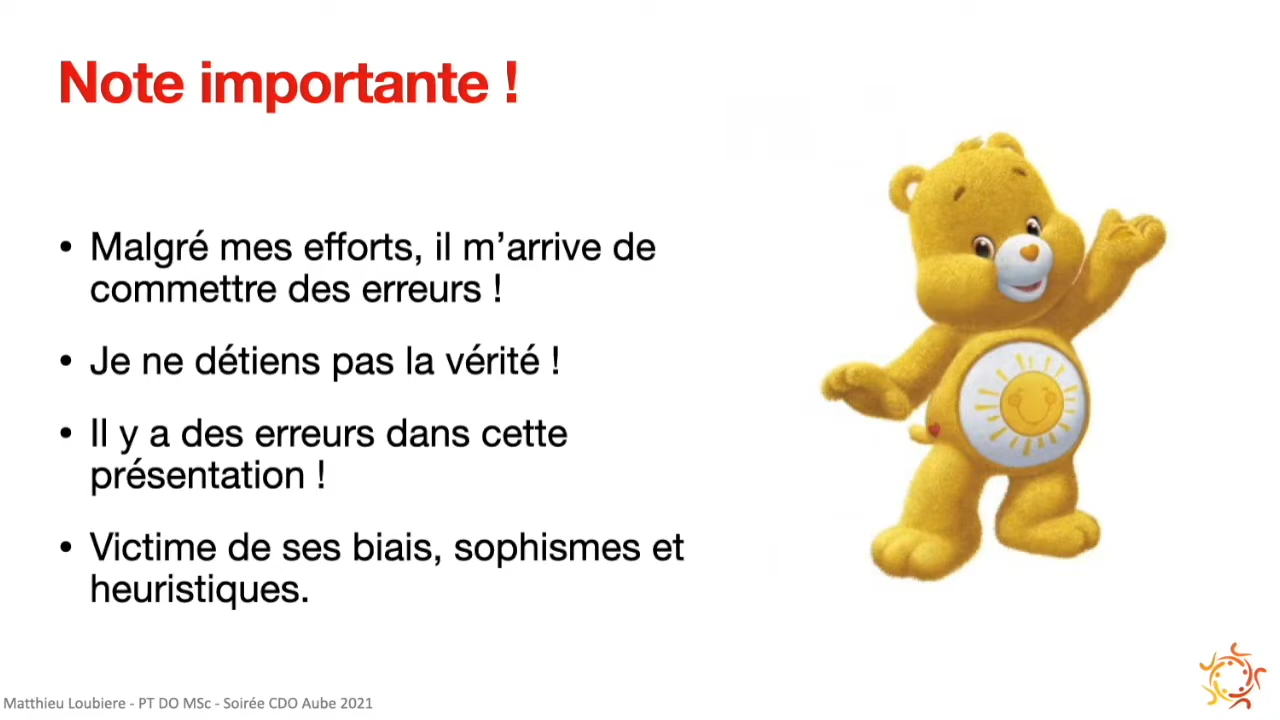 Note importante !
• Malgré mes efforts, il m’arrive de
commettre des erreurs !
• Je ne détiens pas la vérité !
• Il y a des erreurs dans cette
présentation !
• Victime de ses biais, sophismes et
heuristiques.
Matthieu Loubiere - PT DO MSc - Soirée CDO Aube 2021